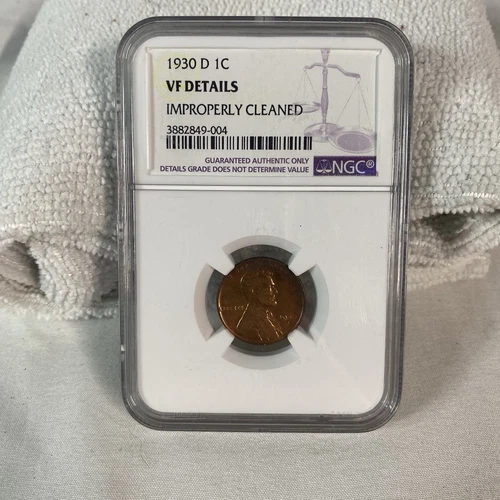 1930 D 1C
VF DETAILS
IMPROPERLY CLEANED
3882849-004
GUARANTEED AUTHENTIC ONLY
DETAILS GRADE DOES NOT DETERMINE VALUE
NGC®